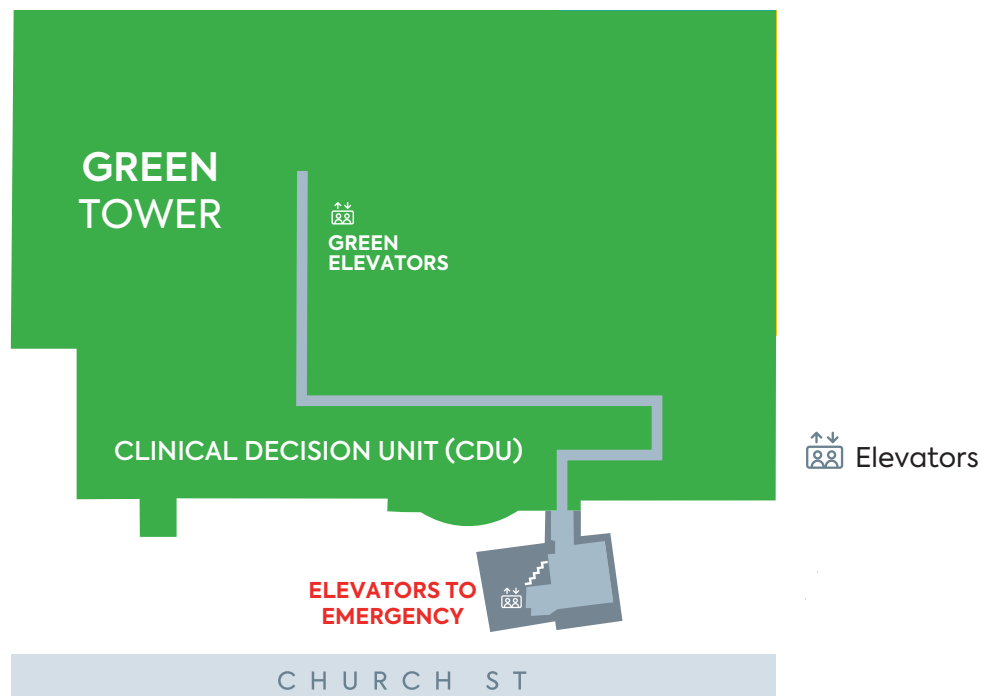 GREEN
TOWER
GREEN
ELEVATORS
CLINICAL DECISION UNIT (CDU)
Elevators
ELEVATORS TO
EMERGENCY
CHURCH ST